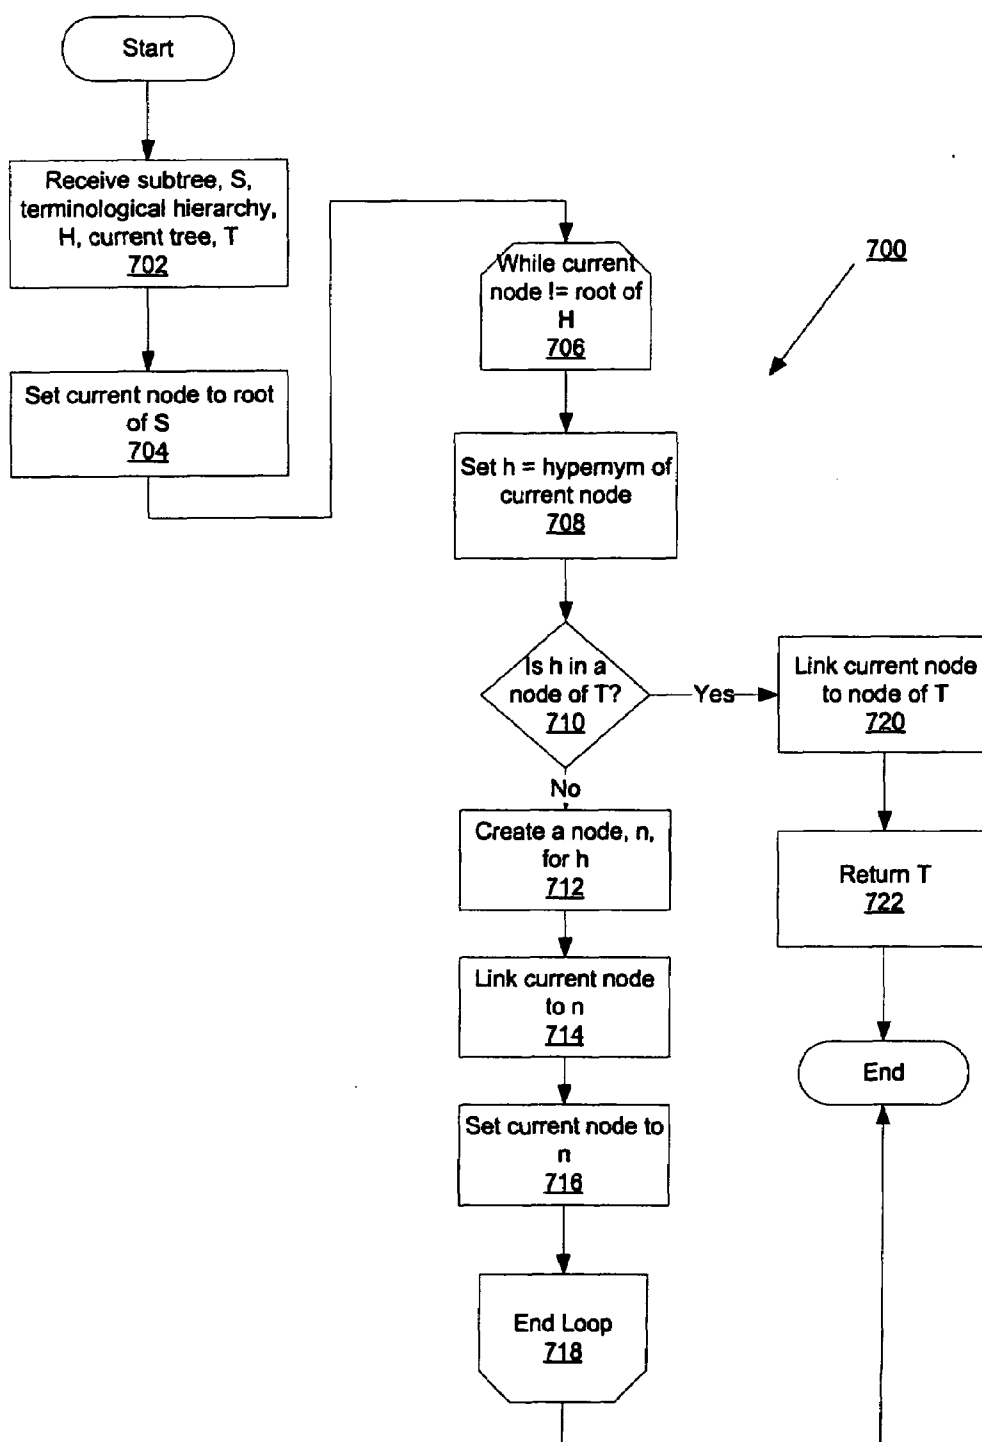 Start
Receive subtree, S,
terminological hierarchy,
H, current tree, T
702
Set current node to root
of S
704
While current
node != root of
H
706
700
Set h = hypernym of
current node
708
Is h in a
node of T?
710
Yes
Link current node
to node of T
720
No
Create a node, n,
for h
712
Return T
722
Link current node
to n
714
End
Set current node to
n
716
End Loop
718